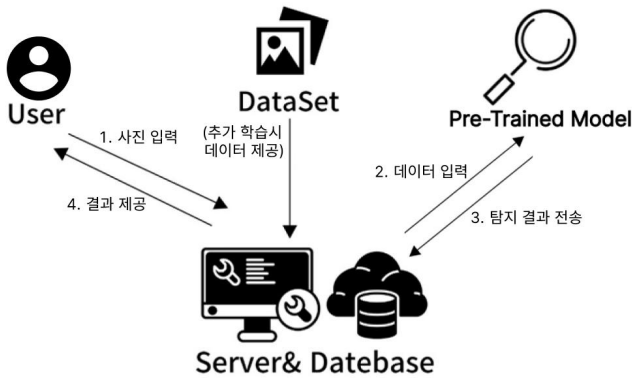 User
DataSet
Pre-Trained Model
1. 사진 입력
(추가 학습시
데이터 제공)
2. 데이터 입력
4. 결과 제공
3. 탐지 결과 전송
Server& Datebase